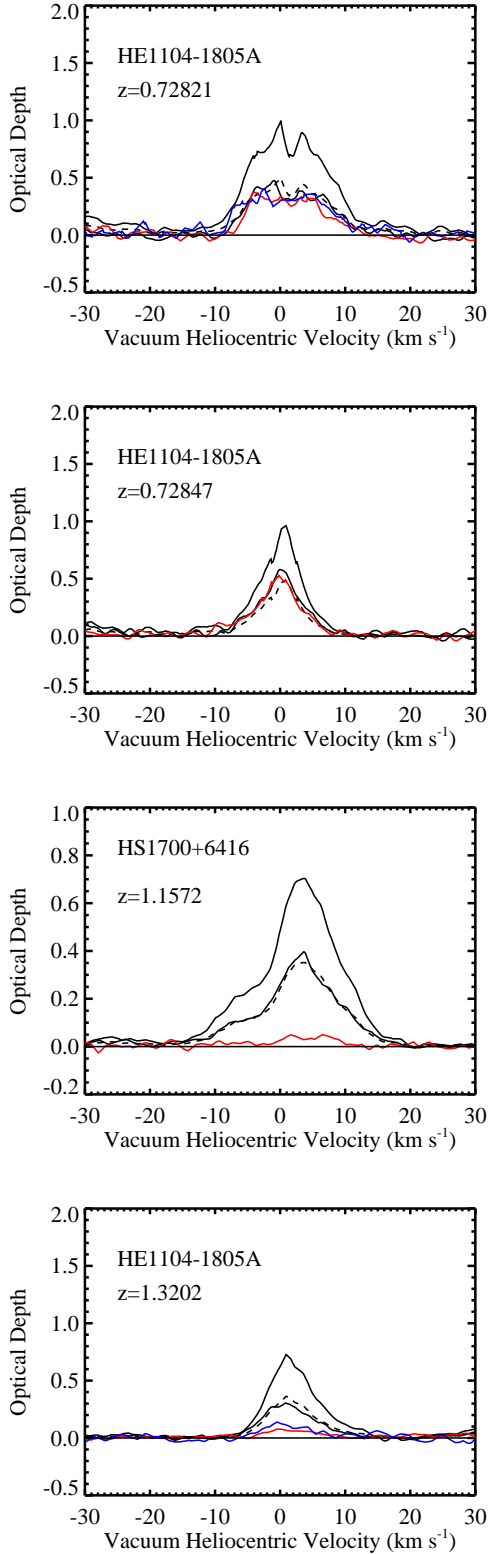 2.0
1.5
1.0
0.5
0.0
-0.5
Optical Depth
HE1104-1805A
z=0.72821
-30 -20 -10 0 10 20 30
Vacuum Heliocentric Velocity (km s⁻¹)
2.0
1.5
1.0
0.5
0.0
-0.5
Optical Depth
HE1104-1805A
z=0.72847
-30 -20 -10 0 10 20 30
Vacuum Heliocentric Velocity (km s⁻¹)
1.0
0.8
0.6
0.4
0.2
0.0
-0.2
Optical Depth
HS1700+6416
z=1.1572
-30 -20 -10 0 10 20 30
Vacuum Heliocentric Velocity (km s⁻¹)
2.0
1.5
1.0
0.5
0.0
-0.5
Optical Depth
HE1104-1805A
z=1.3202
-30 -20 -10 0 10 20 30
Vacuum Heliocentric Velocity (km s⁻¹)